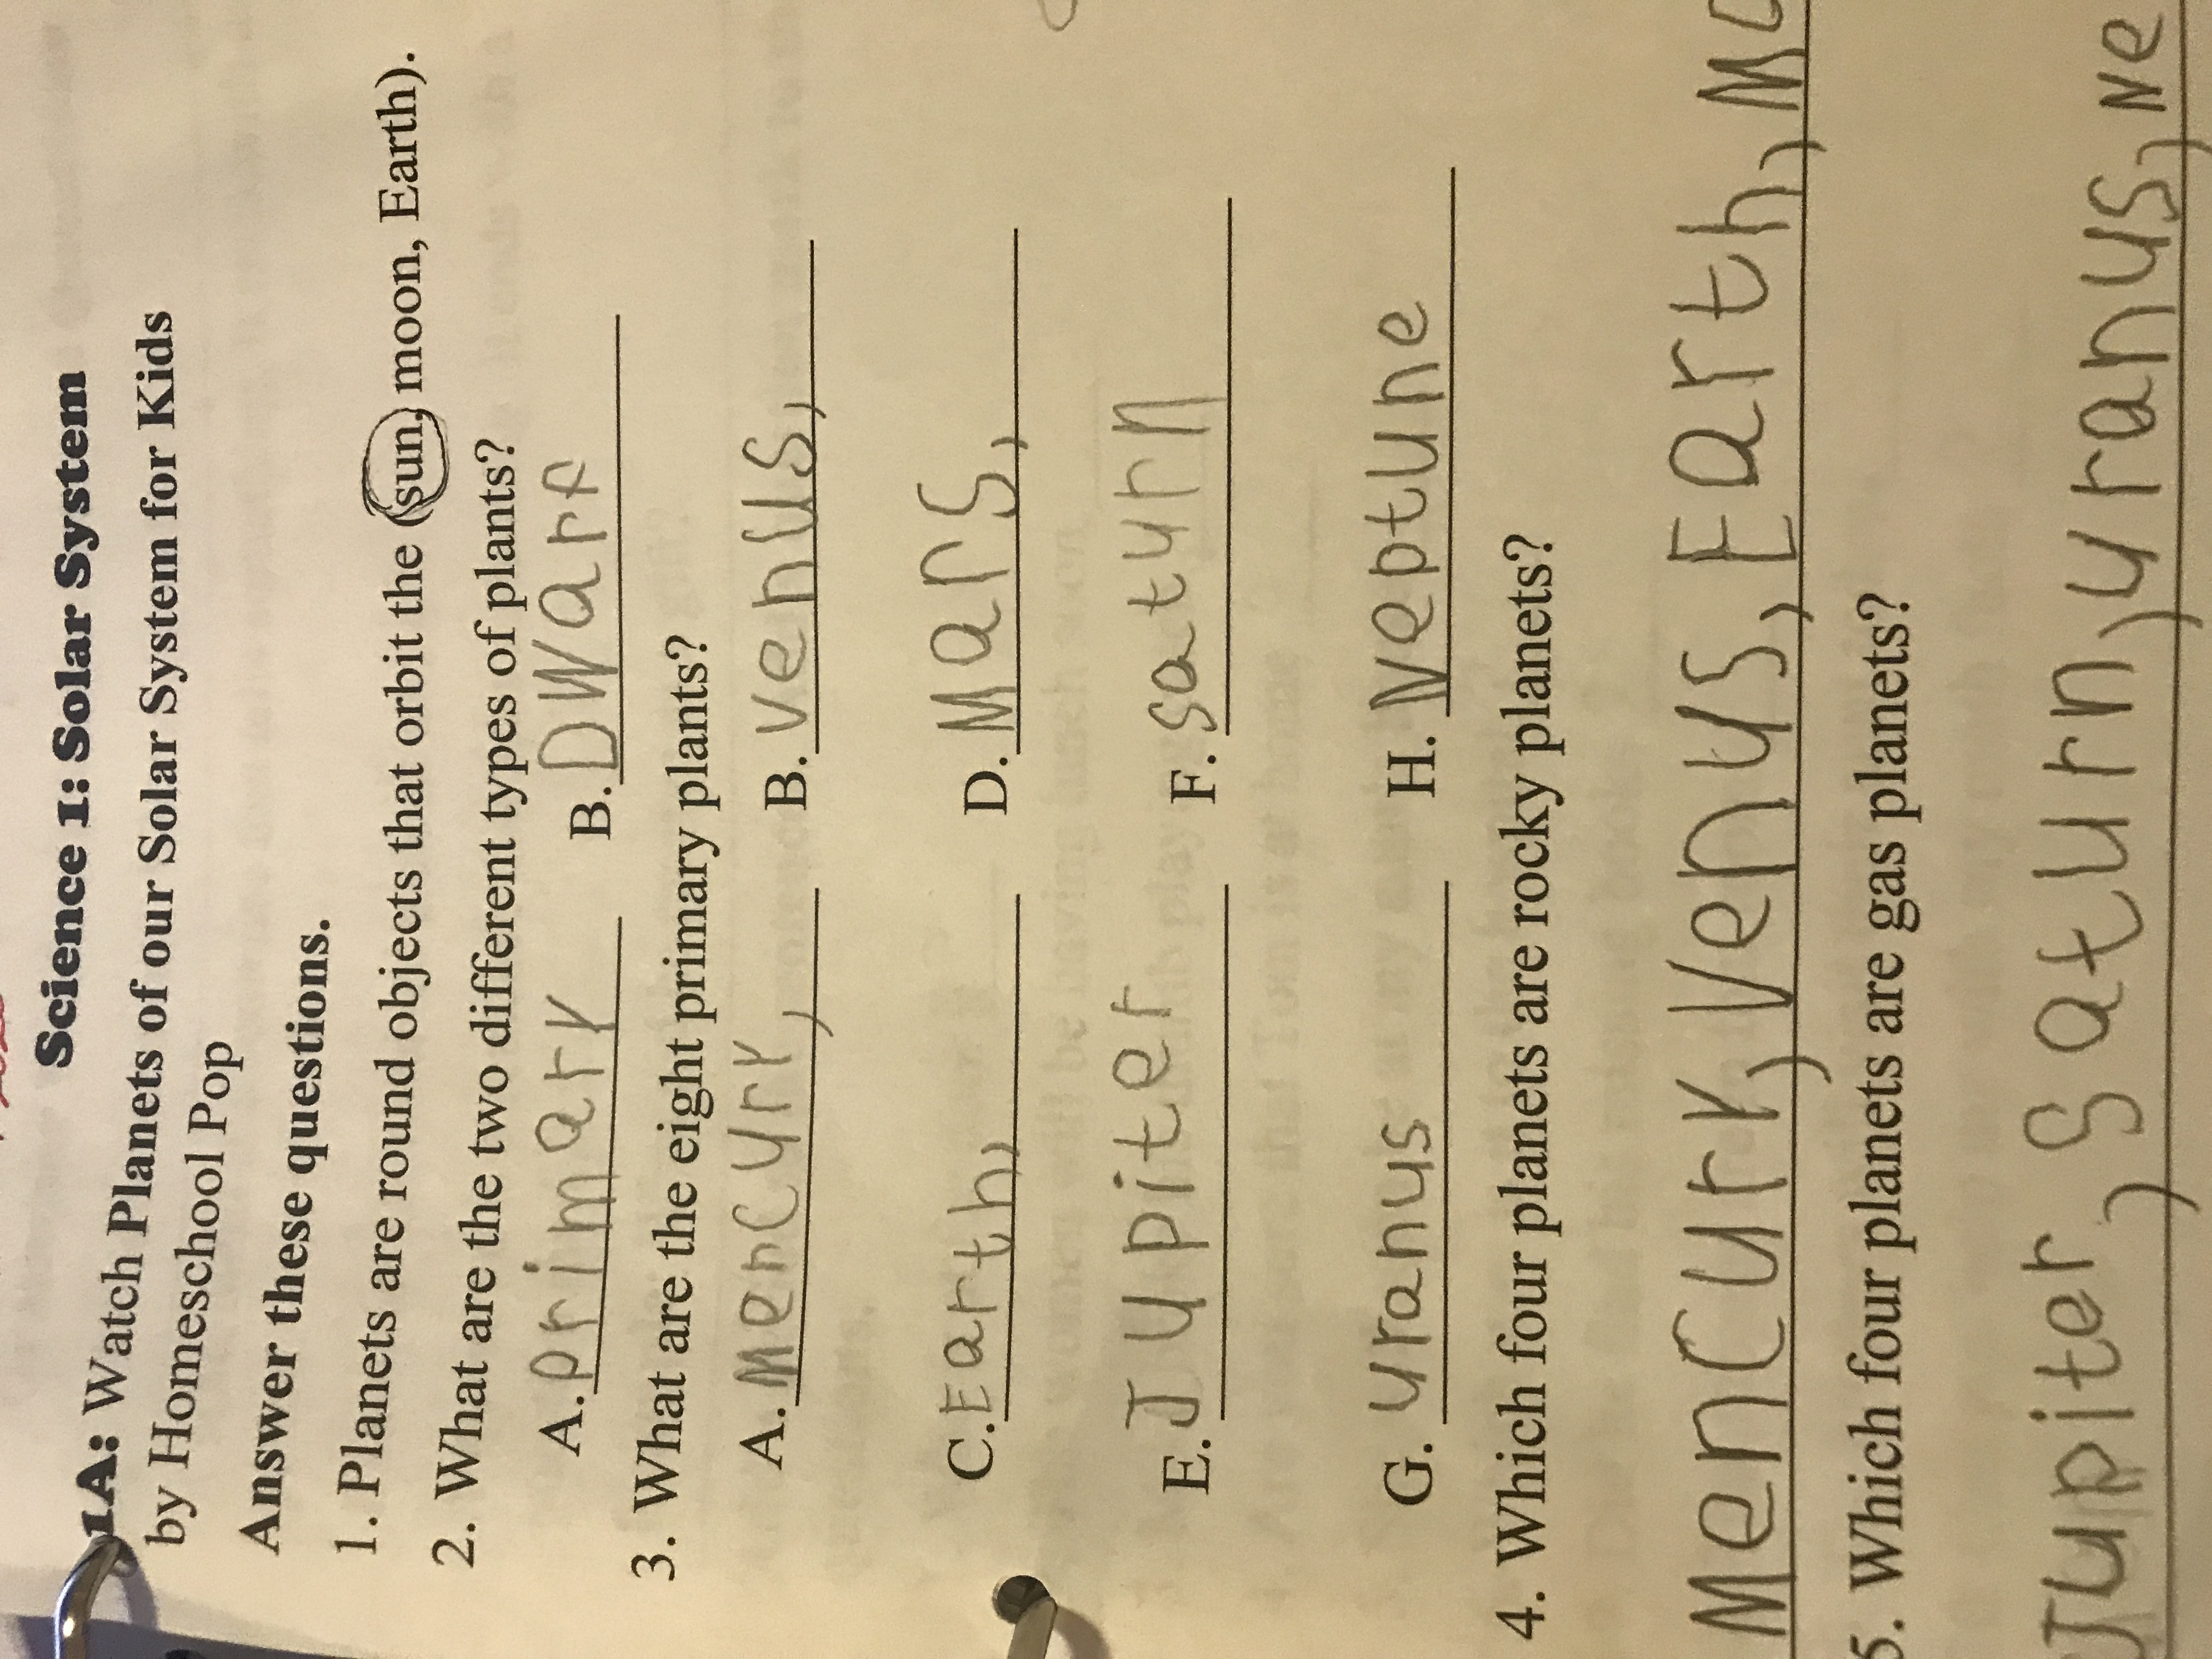 Science 1: Solar System
1A: Watch Planets of our Solar System for Kids
by Homeschool Pop
Answer these questions.
1. Planets are round objects that orbit the (sun, moon, Earth).
2. What are the two different types of plants?
A. primary B. DWarf
3. What are the eight primary plants?
A. Mencury, B. Venus,
C. Earth, D. Mars,
E. Jupiter F. Saturn
G. uranus H. Neptune
4. Which four planets are rocky planets?
MenCury, Venus, Earth, Ma
5. Which four planets are gas planets?
Jupiter, Saturn, uranus, Ne